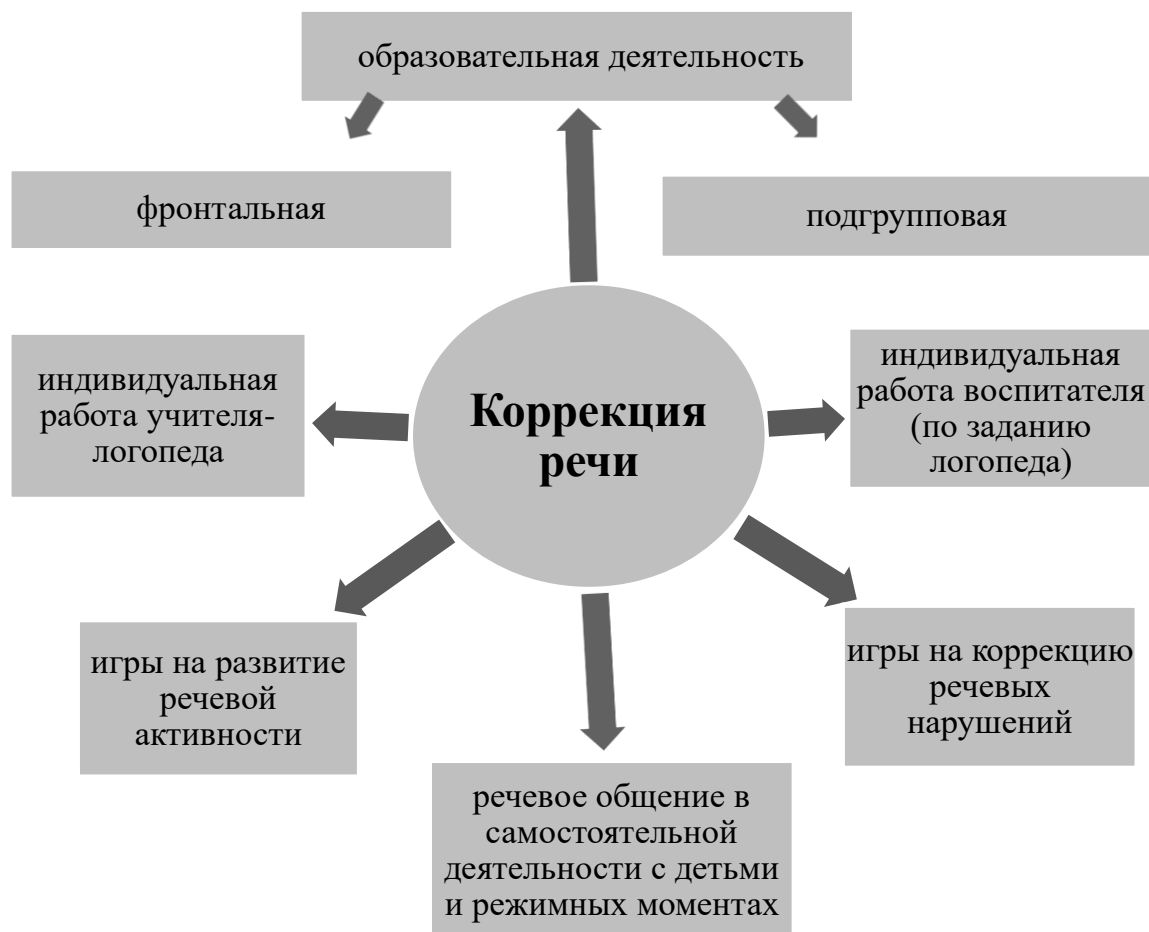 образовательная деятельность
фронтальная
подгрупповая
индивидуальная
работа учителя-
логопеда
Коррекция
речи
индивидуальная
работа воспитателя
(по заданию
логопеда)
игры на развитие
речевой
активности
игры на коррекцию
речевых
нарушений
речевое общение в
самостоятельной
деятельности с детьми
и режимных моментах